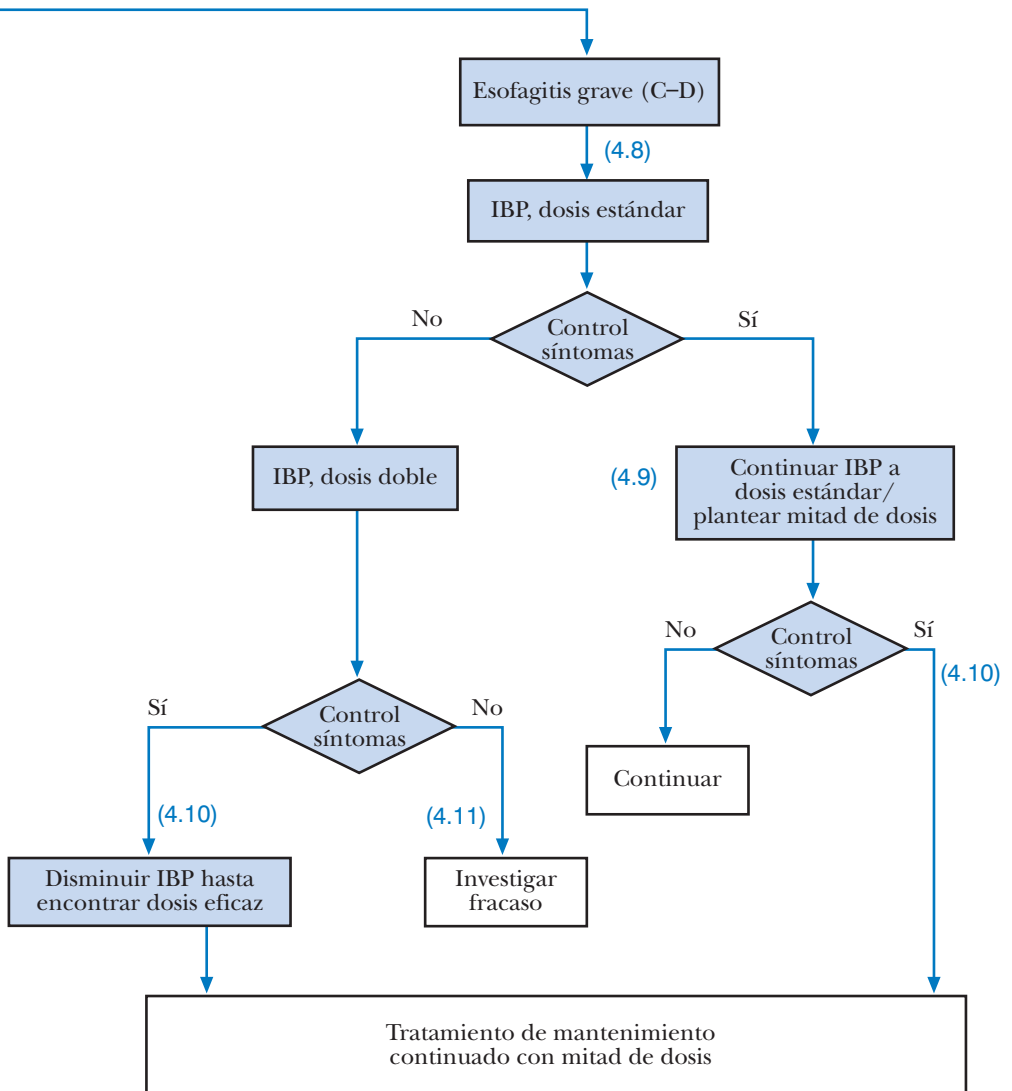 Esofagitis grave (C–D)
(4.8)
IBP, dosis estándar
No
Control
síntomas
Sí
IBP, dosis doble
(4.9)
Continuar IBP a
dosis estándar/
plantear mitad de dosis
No
Control
síntomas
Sí
(4.10)
Sí
Control
síntomas
No
Continuar
(4.10)
(4.11)
Disminuir IBP hasta
encontrar dosis eficaz
Investigar
fracaso
Tratamiento de mantenimiento
continuado con mitad de dosis